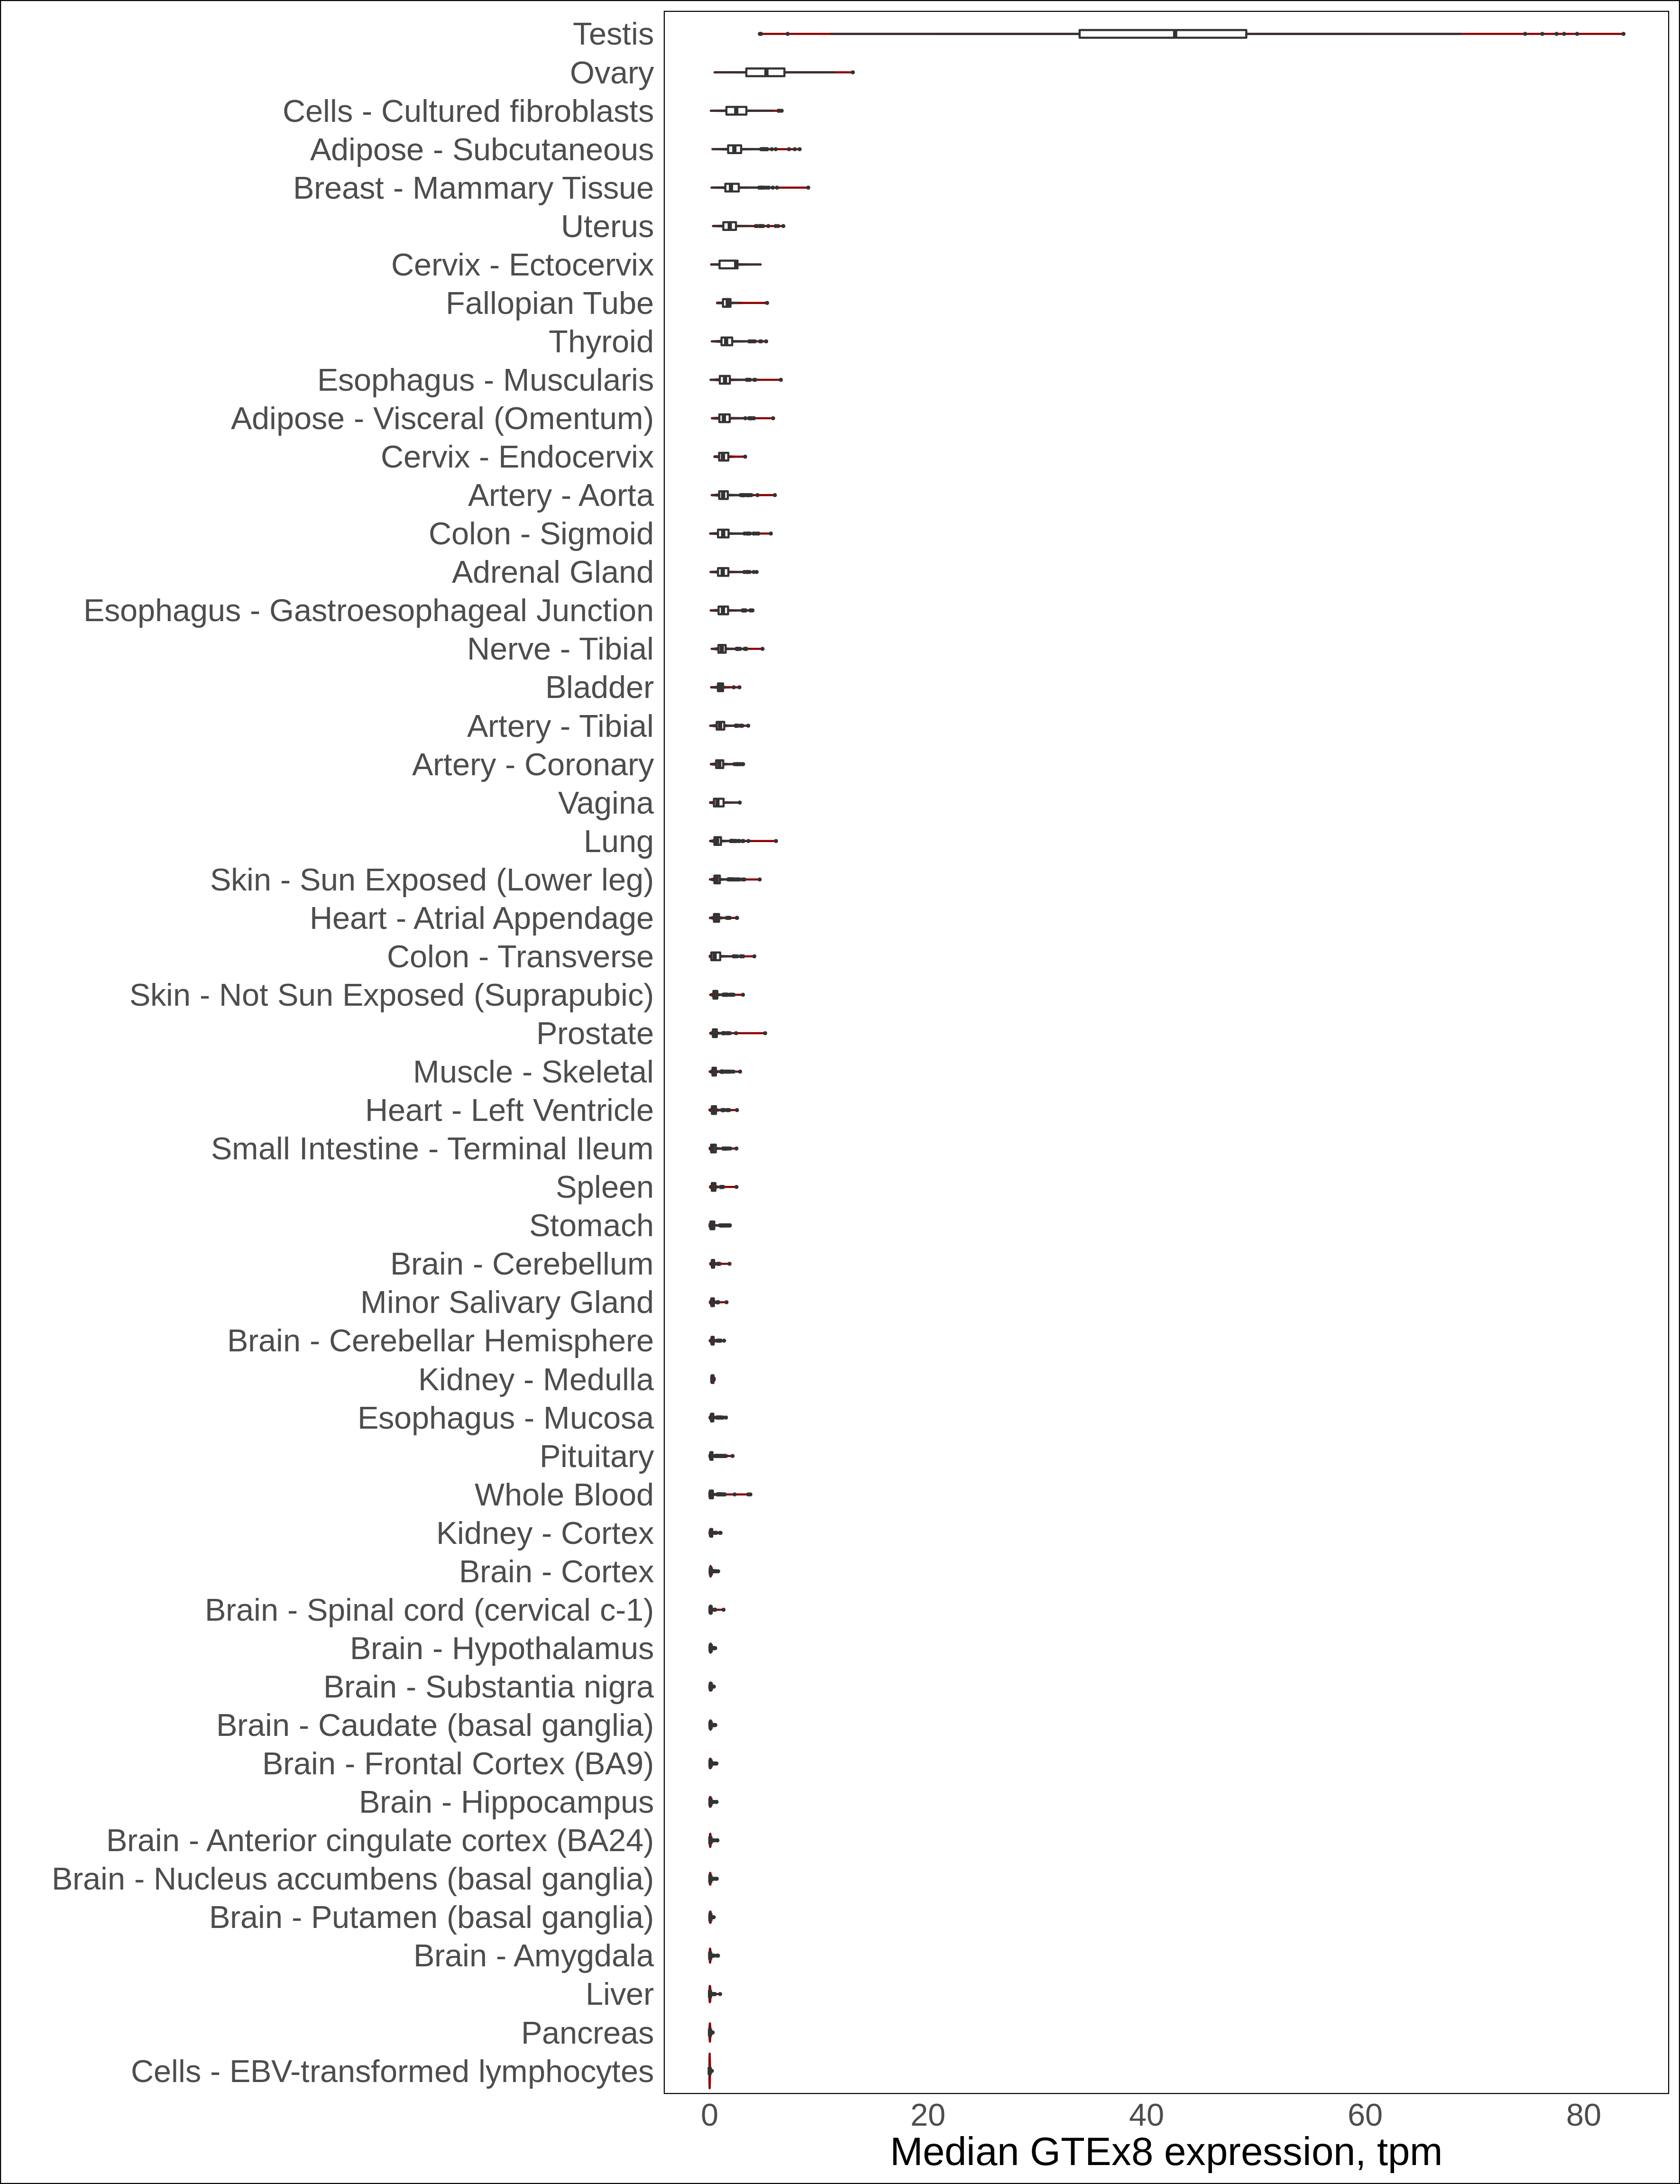 Testis
Ovary
Cells - Cultured fibroblasts
Adipose - Subcutaneous
Breast - Mammary Tissue
Uterus
Cervix - Ectocervix
Fallopian Tube
Thyroid
Esophagus - Muscularis
Adipose - Visceral (Omentum)
Cervix - Endocervix
Artery - Aorta
Colon - Sigmoid
Adrenal Gland
Esophagus - Gastroesophageal Junction
Nerve - Tibial
Bladder
Artery - Tibial
Artery - Coronary
Vagina
Lung
Skin - Sun Exposed (Lower leg)
Heart - Atrial Appendage
Colon - Transverse
Skin - Not Sun Exposed (Suprapubic)
Prostate
Muscle - Skeletal
Heart - Left Ventricle
Small Intestine - Terminal Ileum
Spleen
Stomach
Brain - Cerebellum
Minor Salivary Gland
Brain - Cerebellar Hemisphere
Kidney - Medulla
Esophagus - Mucosa
Pituitary
Whole Blood
Kidney - Cortex
Brain - Cortex
Brain - Spinal cord (cervical c-1)
Brain - Hypothalamus
Brain - Substantia nigra
Brain - Caudate (basal ganglia)
Brain - Frontal Cortex (BA9)
Brain - Hippocampus
Brain - Anterior cingulate cortex (BA24)
Brain - Nucleus accumbens (basal ganglia)
Brain - Putamen (basal ganglia)
Brain - Amygdala
Liver
Pancreas
Cells - EBV-transformed lymphocytes
0 20 40 60 80
Median GTEx8 expression, tpm